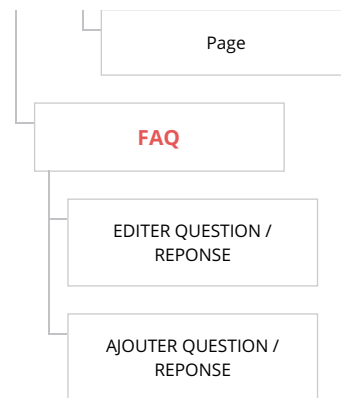 Page
FAQ
EDITER QUESTION /
REPONSE
AJOUTER QUESTION /
REPONSE